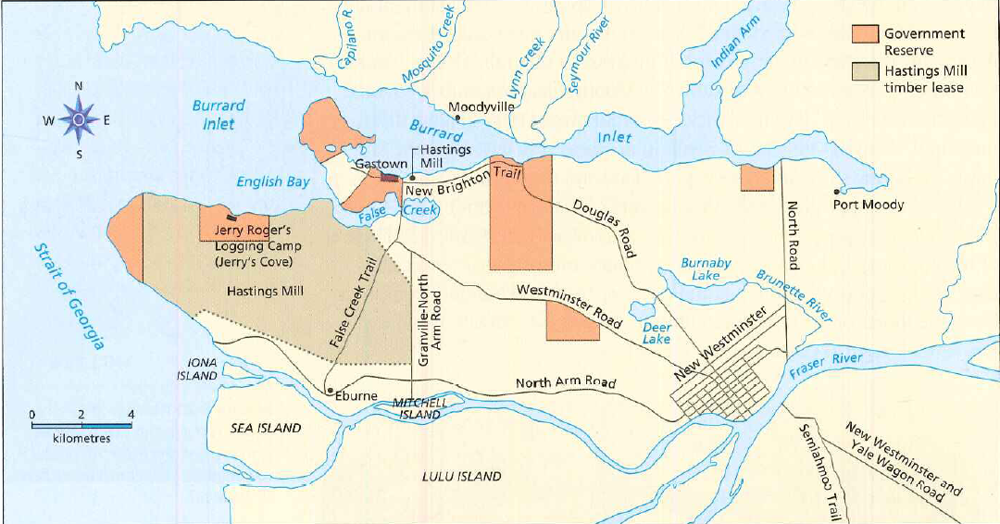 Capilano R
Mosquito Creek
Lynn Creek
Seymour River
Indian Arm
Government
Reserve
Hastings Mill
timber lease
N
W
E
S
Burrard
Inlet
Moodyville
Burrard
Inlet
Hastings
Mill
Gastown
English Bay
New Brighton Trail
False
Creek
Port Moody
North Road
Douglas
Road
Jerry Roger's
Logging Camp
(Jerry's Cove)
Strait of Georgia
Hastings Mill
False Creek Trail
Granville-North
Arm Road
Westminster Road
Burnaby
Lake
Brunette River
Deer
Lake
New Westminster
Fraser River
IONA
ISLAND
Eburne
North Arm Road
MITCHELL
ISLAND
0 2 4
kilometres
SEA ISLAND
LULU ISLAND
Semiahmoo Trail
New Westminster and
Yale Wagon Road